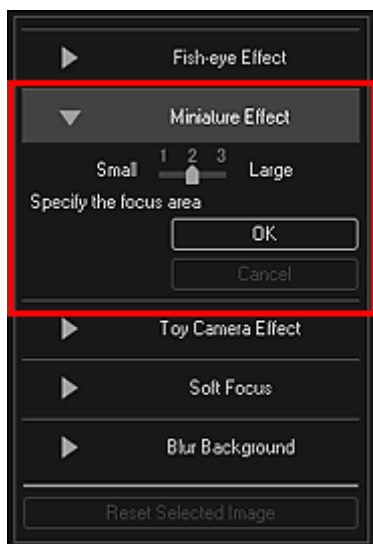 Fish-eye Effect
Miniature Effect
1 2 3
Small Large
Specify the focus area
OK
Cancel
Toy Camera Effect
Soft Focus
Blur Background
Reset Selected Image